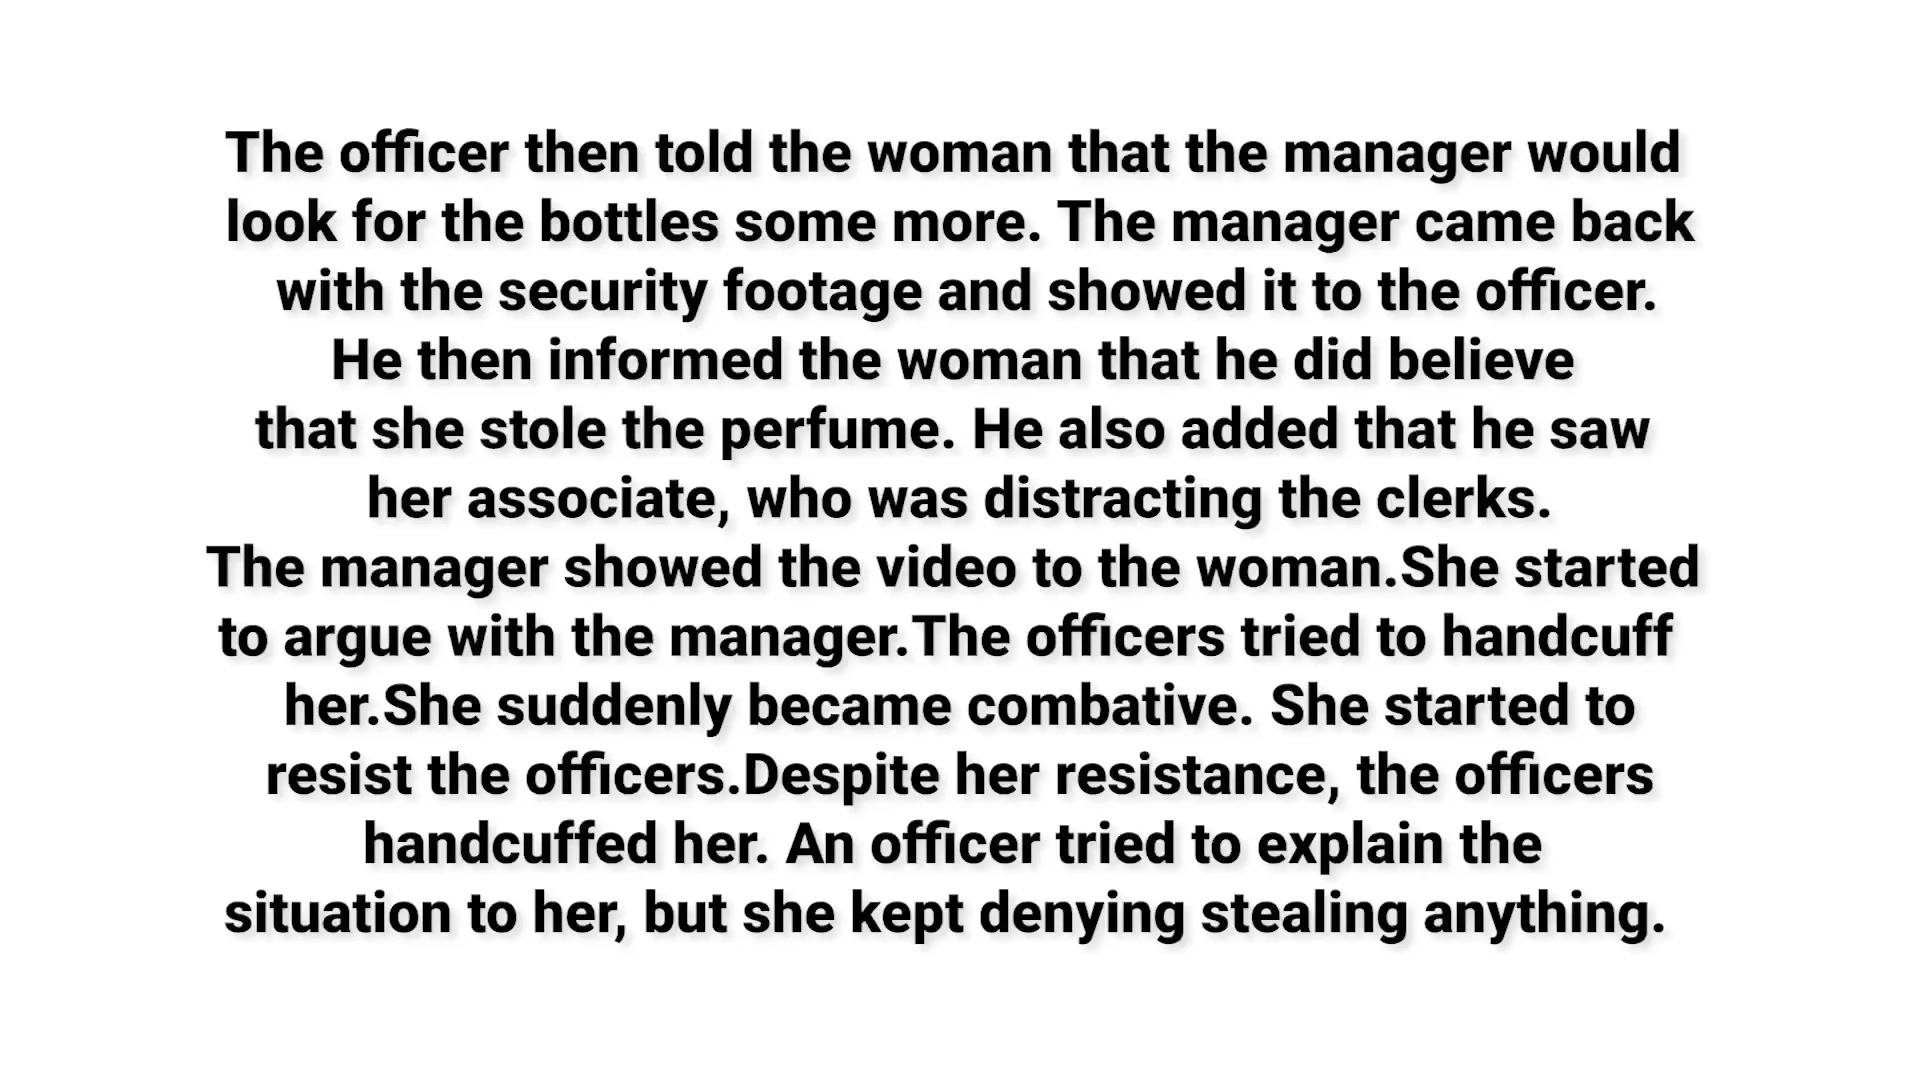 The officer then told the woman that the manager would
look for the bottles some more. The manager came back
with the security footage and showed it to the officer.
He then informed the woman that he did believe
that she stole the perfume. He also added that he saw
her associate, who was distracting the clerks.
The manager showed the video to the woman.She started
to argue with the manager.The officers tried to handcuff
her.She suddenly became combative. She started to
resist the officers.Despite her resistance, the officers
handcuffed her. An officer tried to explain the
situation to her, but she kept denying stealing anything.